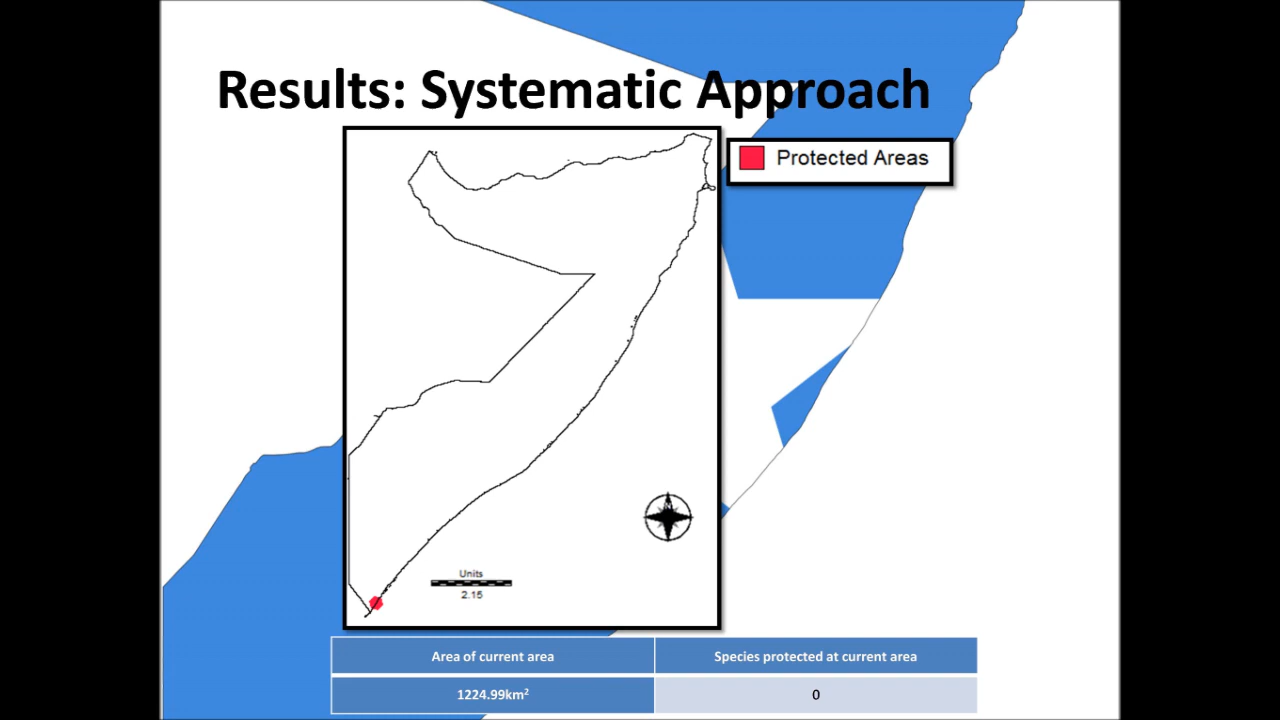 Results: Systematic Approach
Protected Areas
N
Units
2.15
Area of current area
Species protected at current area
1224.99km²
0